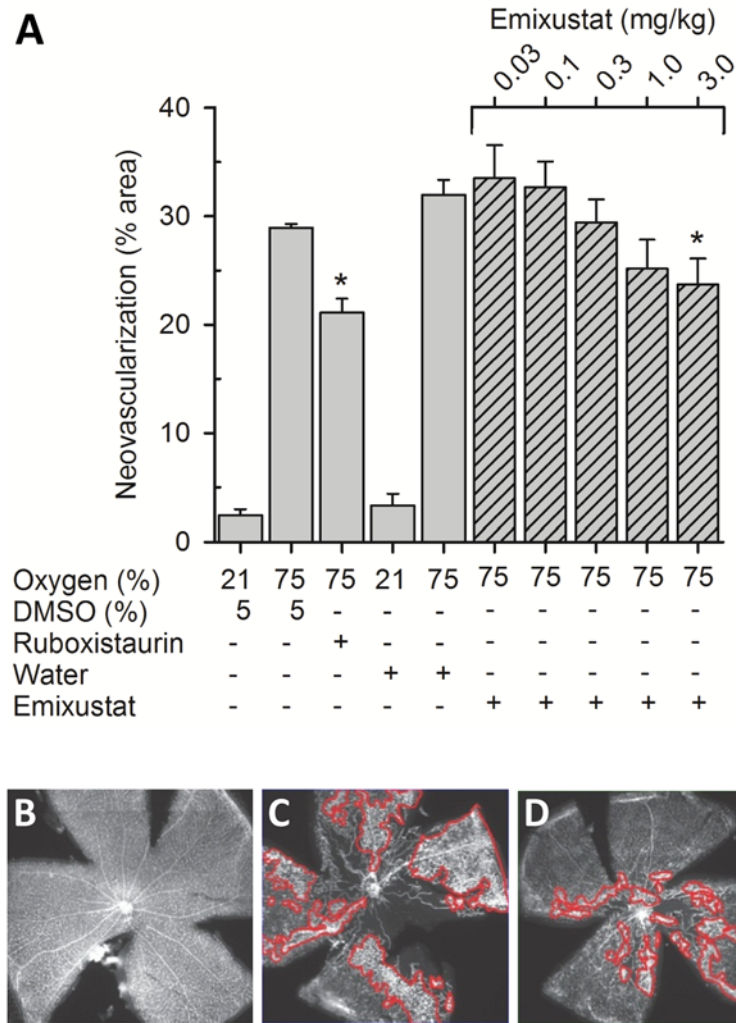 A
Emixustat (mg/kg)
0.03 0.1 0.3 1.0 3.0
Neovascularization (% area)
40
30
20
10
0
*
*
Oxygen (%) 21 75 75 21 75 75 75 75 75 75
DMSO (%) 5 5 - - - - - - - -
Ruboxistaurin - - + - - - - - - -
Water - - - + + - - - - -
Emixustat - - - - - + + + + +
B
C
D